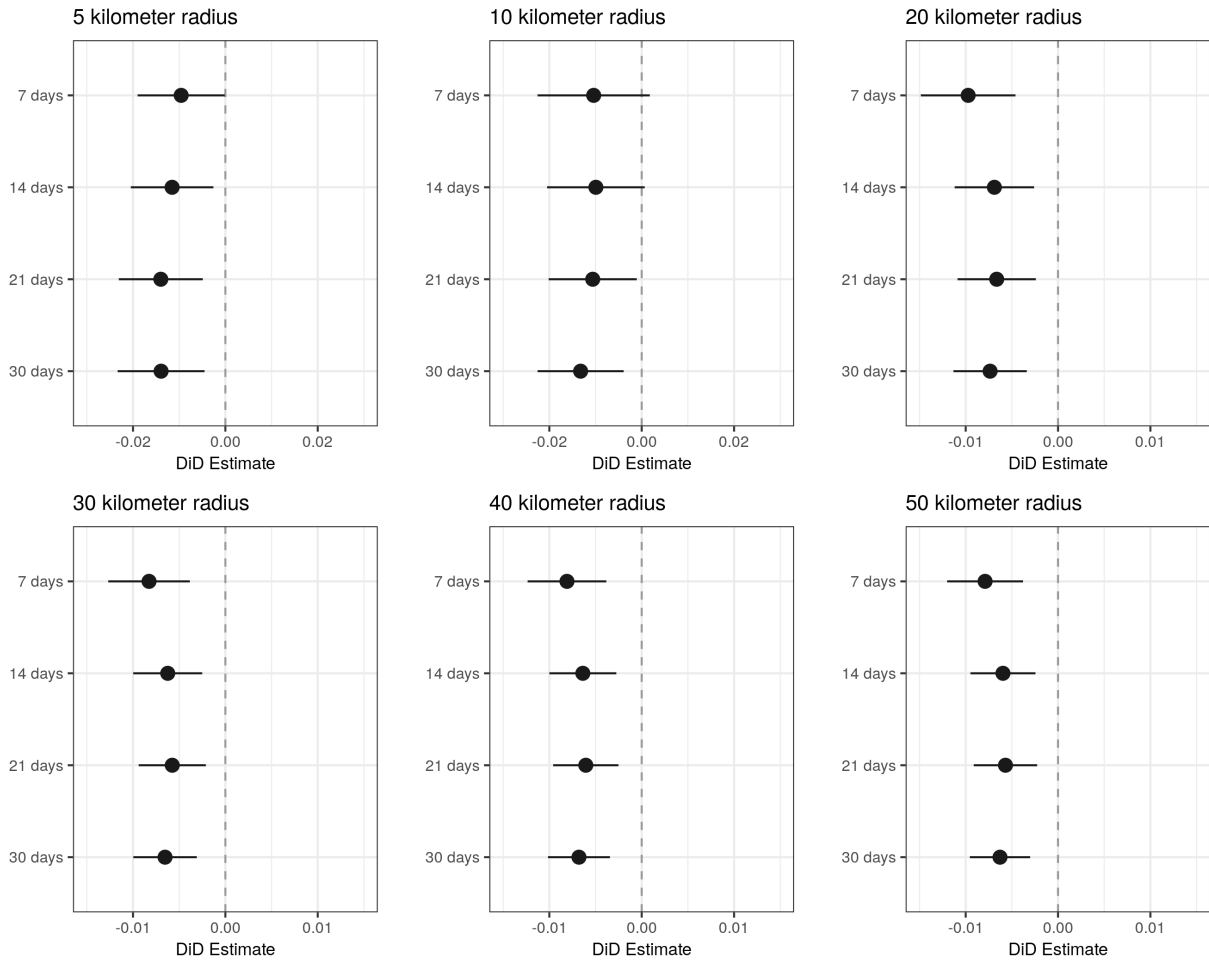 5 kilometer radius
7 days
14 days
21 days
30 days
-0.02 0.00 0.02
DiD Estimate
10 kilometer radius
7 days
14 days
21 days
30 days
-0.02 0.00 0.02
DiD Estimate
20 kilometer radius
7 days
14 days
21 days
30 days
-0.01 0.00 0.01
DiD Estimate
30 kilometer radius
7 days
14 days
21 days
30 days
-0.01 0.00 0.01
DiD Estimate
40 kilometer radius
7 days
14 days
21 days
30 days
-0.01 0.00 0.01
DiD Estimate
50 kilometer radius
7 days
14 days
21 days
30 days
-0.01 0.00 0.01
DiD Estimate